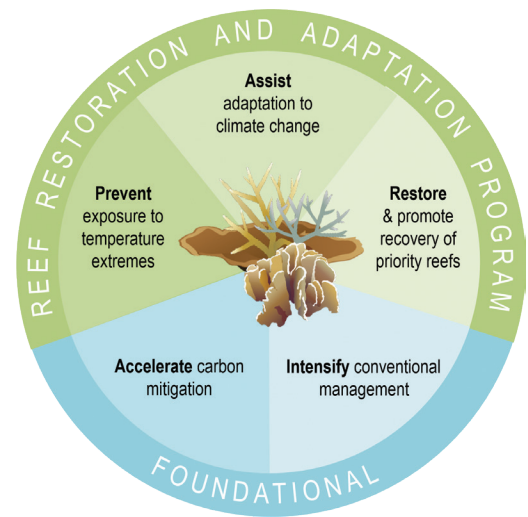 REEF RESTORATION AND ADAPTATION PROGRAM
Assist
adaptation to
climate change
Prevent
exposure to
temperature
extremes
Restore
& promote
recovery of
priority reefs
Accelerate carbon
mitigation
Intensify conventional
management
FOUNDATIONAL